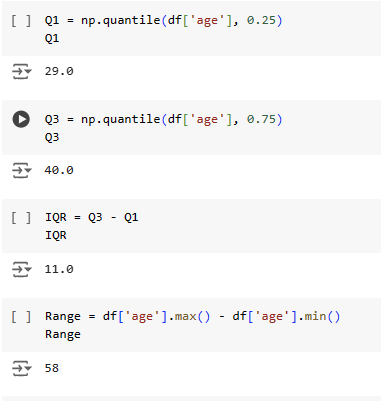 [ ] Q1 = np.quantile(df['age'], 0.25)
Q1
29.0
Q3 = np.quantile(df['age'], 0.75)
Q3
40.0
[ ] IQR = Q3 - Q1
IQR
11.0
[ ] Range = df['age'].max() - df['age'].min()
Range
58